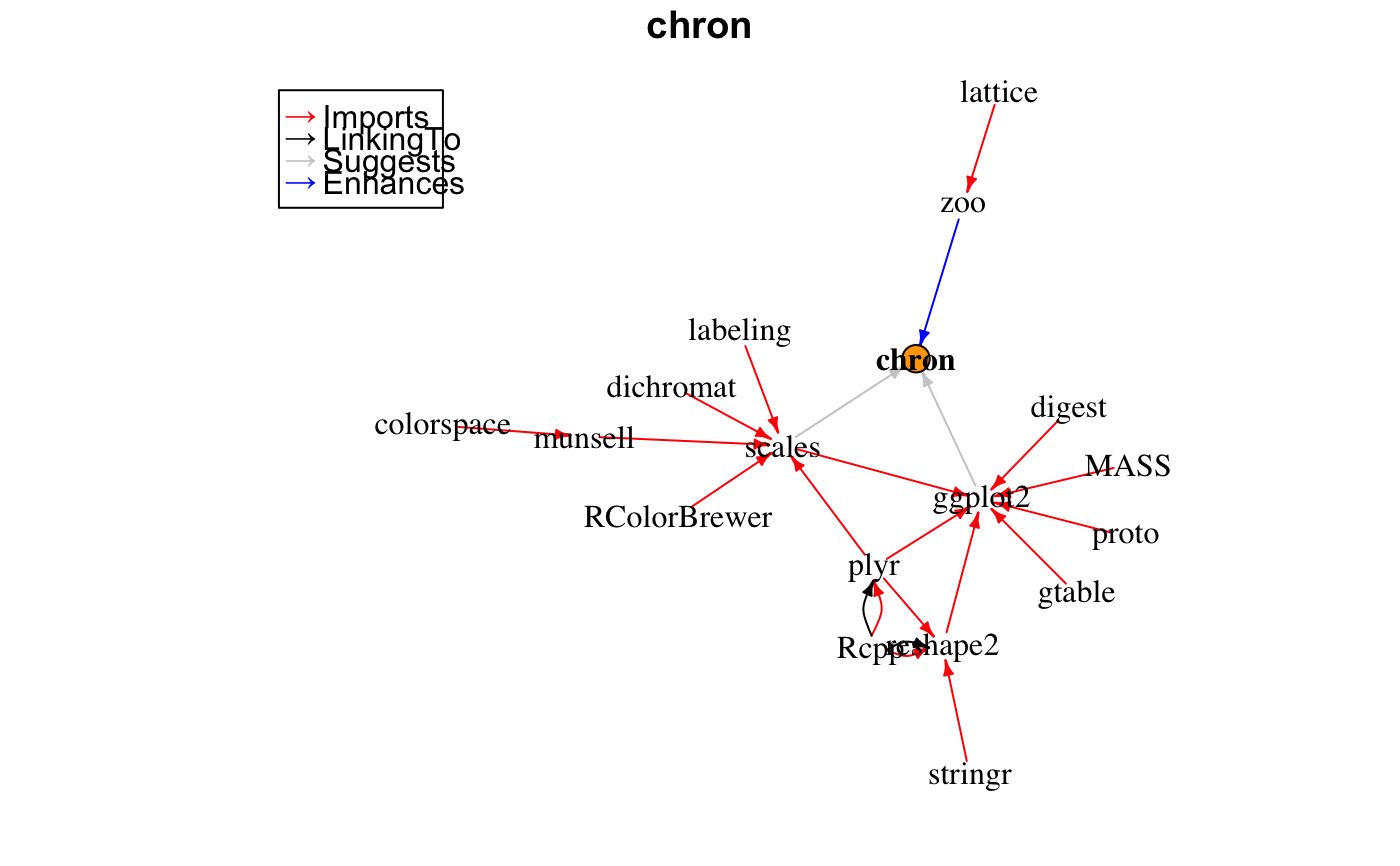 chron
Imports
LinkingTo
Suggests
Enhances
lattice
zoo
labeling
chron
dichromat
digest
colorspace
munsell
scales
MASS
ggplot2
RColorBrewer
proto
plyr
gtable
Rcpp
reshape2
stringr